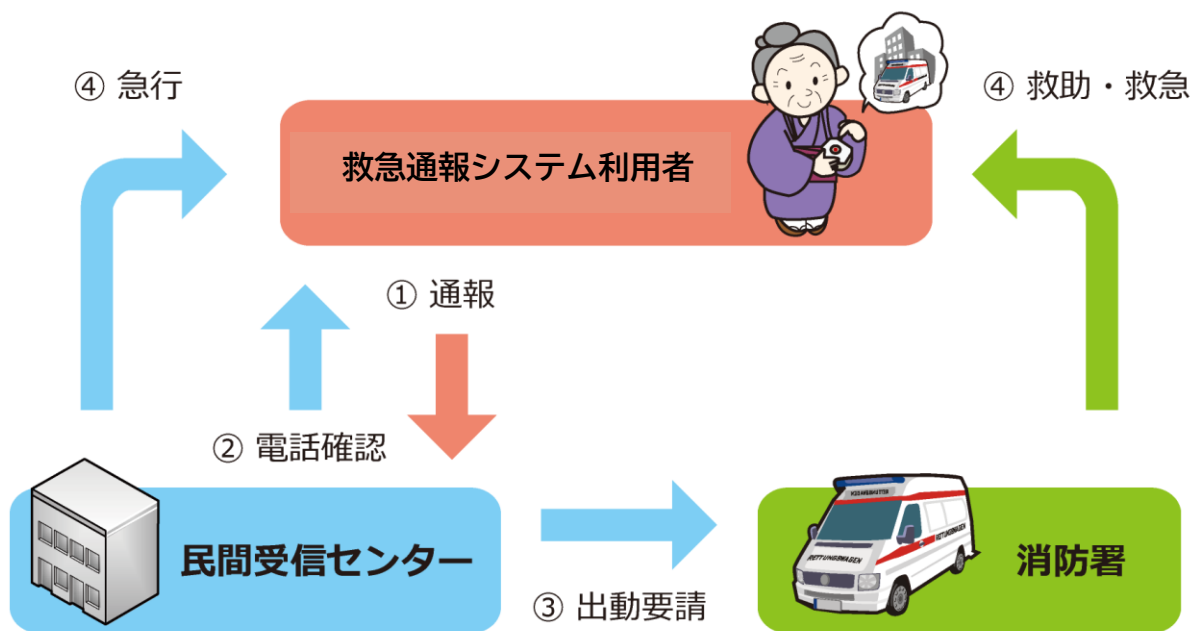 ④ 急行
④ 救助・救急
救急通報システム利用者
① 通報
② 電話確認
民間受信センター
③ 出動要請
消防署
RETTUNGSWAGEN
RETTUNGSWAGEN